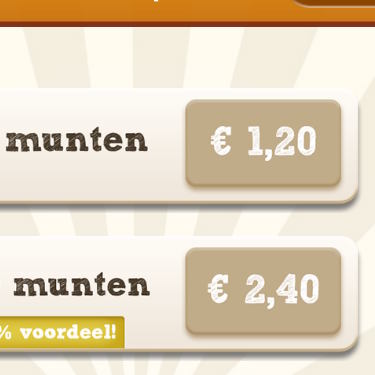 munten € 1,20
munten € 2,40
% voordeel!